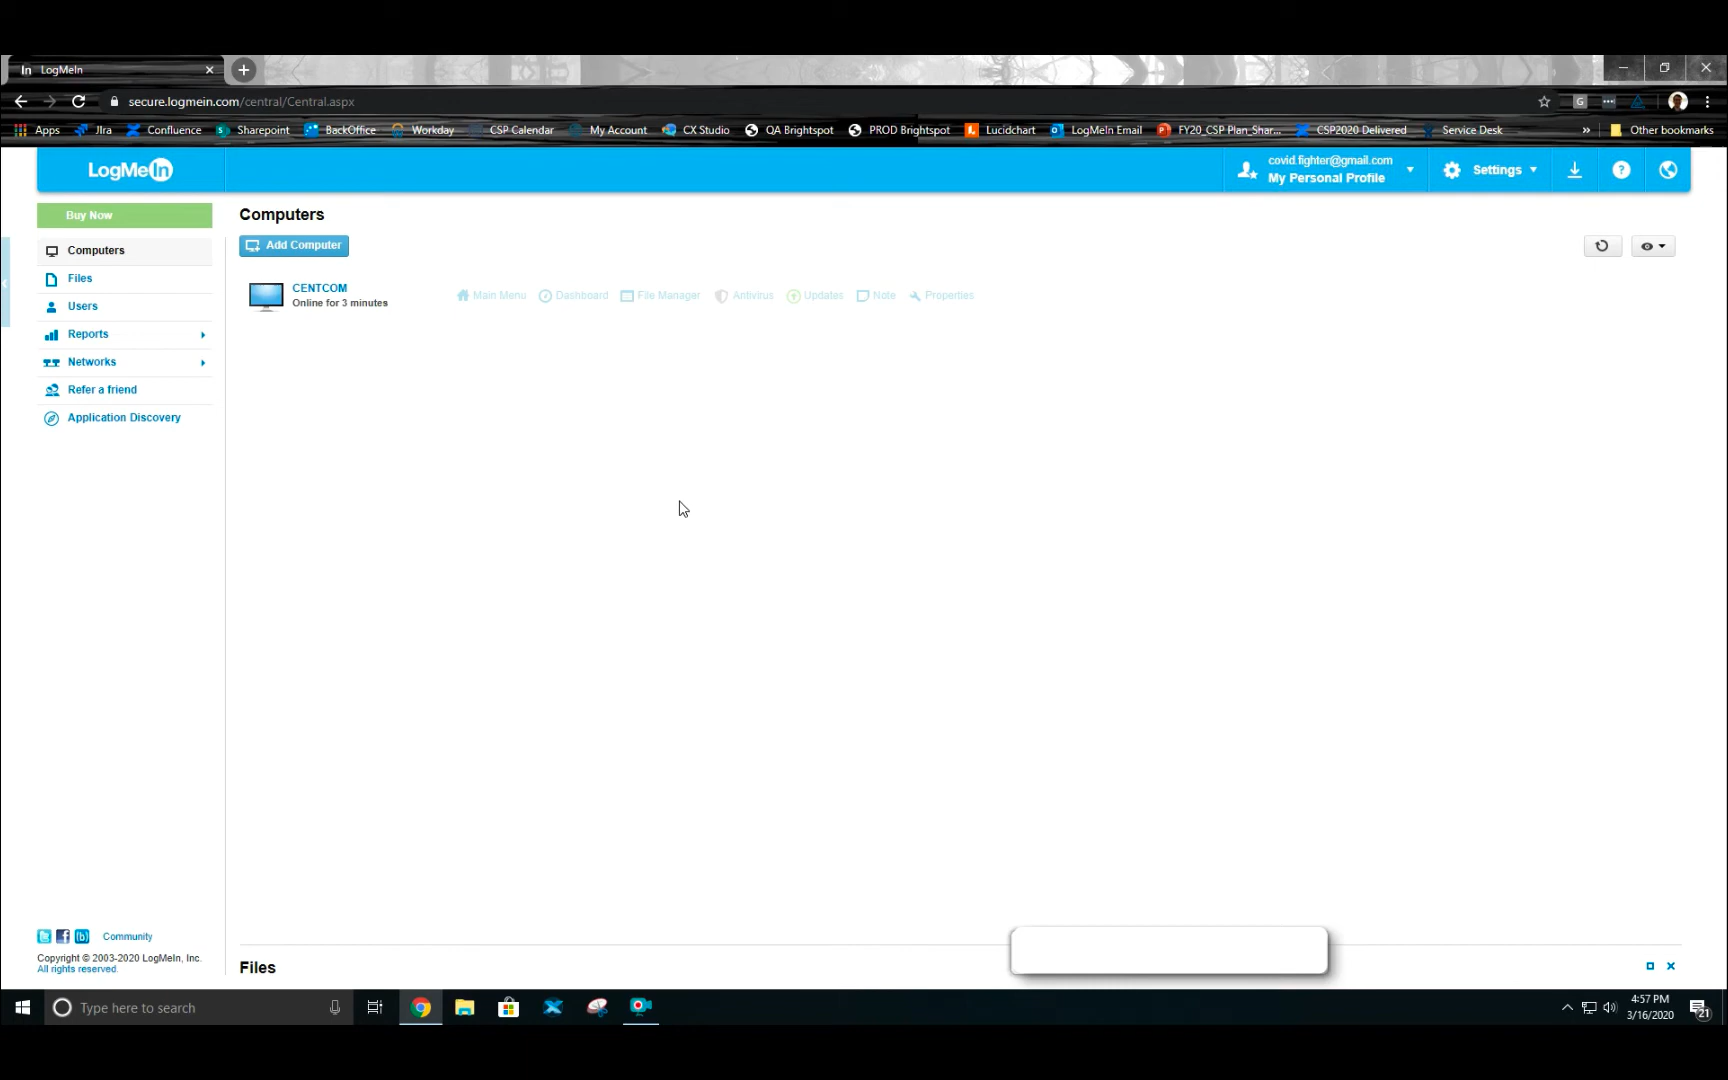 In LogMeIn
secure.logmein.com/central/Central.aspx
G
Apps Jira Confluence Sharepoint BackOffice Workday CSP Calendar My Account CX Studio QA Brightspot PROD Brightspot Lucidchart LogMeIn Email FY20_CSP Plan_Shar... CSP2020 Delivered Service Desk » Other bookmarks
LogMeIn
covid.fighter@gmail.com
My Personal Profile
Settings
Buy Now
Computers
Computers
Add Computer
Files
CENTCOM
Online for 3 minutes
Main Menu Dashboard File Manager Antivirus Updates Note Properties
Users
Reports
Networks
Refer a friend
Application Discovery
Community
Copyright © 2003-2020 LogMeIn, Inc.
All rights reserved.
Files
Type here to search
4:57 PM
3/16/2020
21